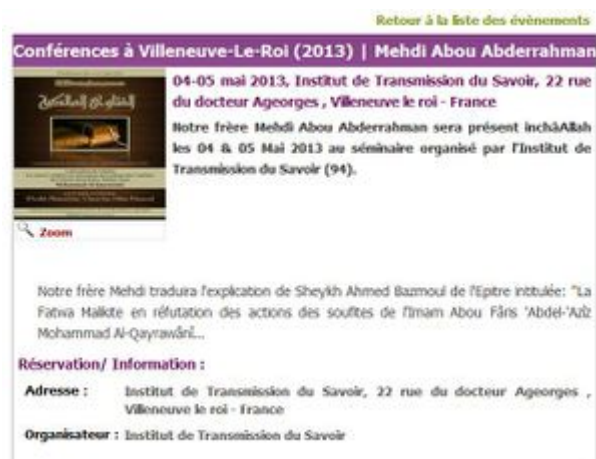 Retour à la liste des évènements
Conférences à Villeneuve-Le-Roi (2013) | Mehdi Abou Abderrahman
04-05 mai 2013, Institut de Transmission du Savoir, 22 rue
du docteur Ageorges , Villeneuve le roi - France
Notre frère Mehdi Abou Abderrahman sera présent inchâAllah
les 04 & 05 Mai 2013 au séminaire organisé par l'Institut de
Transmission du Savoir (94).
Zoom
Notre frère Mehdi traduira l'explication de Sheykh Ahmed Bazmoul de l'Epitre intitulée: "La
Fatwa Malikite en réfutation des actions des soufites de l'Imam Abou Fâris 'Abdel-'Azîz
Mohammad Al-Qayrawânî...
Réservation/ Information :
Adresse : Institut de Transmission du Savoir, 22 rue du docteur Ageorges ,
Villeneuve le roi - France
Organisateur : Institut de Transmission du Savoir